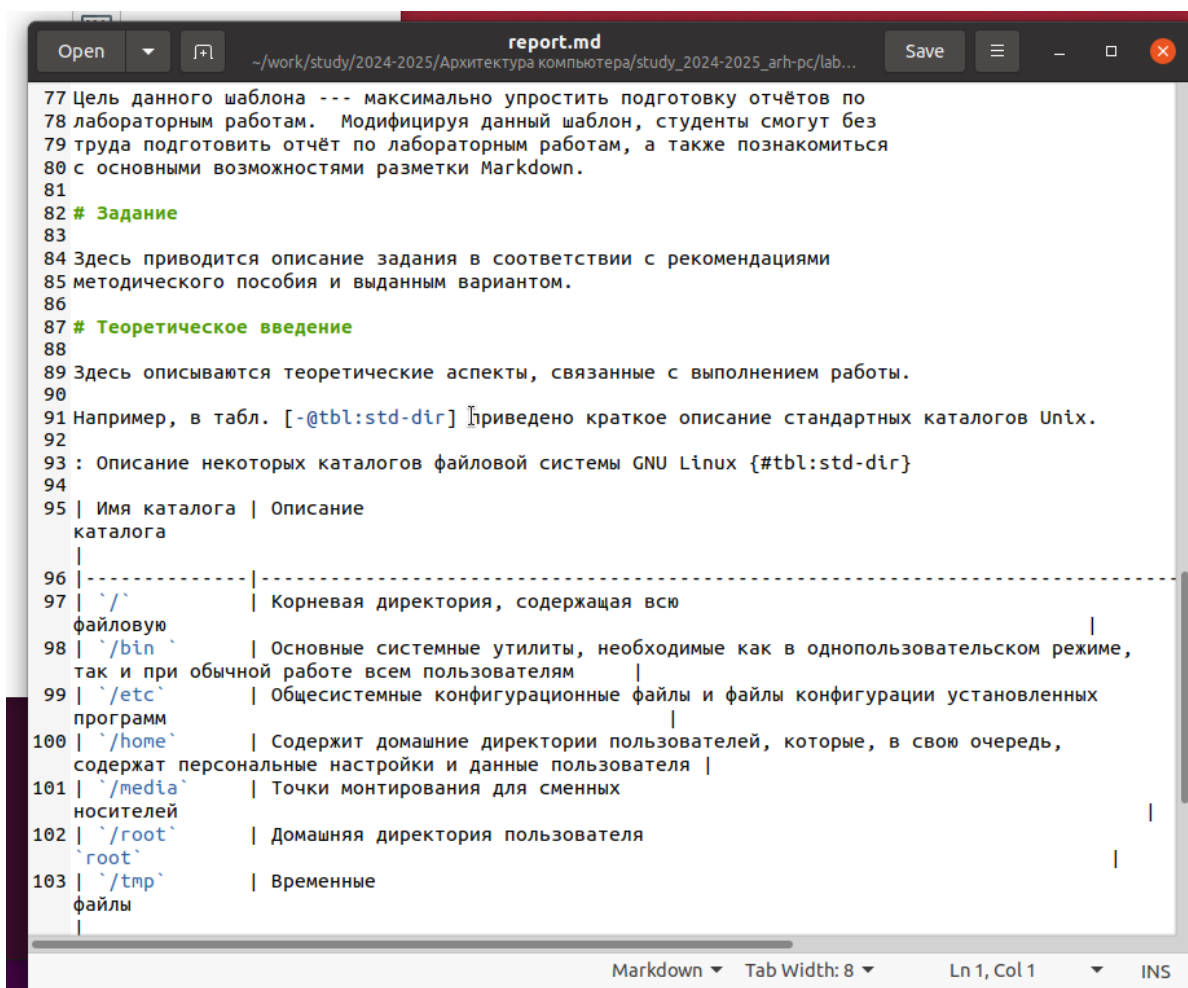 Open
report.md
~/work/study/2024-2025/Архитектура компьютера/study_2024-2025_arh-pc/lab...
Save
77 Цель данного шаблона --- максимально упростить подготовку отчётов по
78 лабораторным работам.  Модифицируя данный шаблон, студенты смогут без
79 труда подготовить отчёт по лабораторным работам, а также познакомиться
80 с основными возможностями разметки Markdown.
81
82 # Задание
83
84 Здесь приводится описание задания в соответствии с рекомендациями
85 методического пособия и выданным вариантом.
86
87 # Теоретическое введение
88
89 Здесь описываются теоретические аспекты, связанные с выполнением работы.
90
91 Например, в табл. [-@tbl:std-dir] приведено краткое описание стандартных каталогов Unix.
92
93 : Описание некоторых каталогов файловой системы GNU Linux {#tbl:std-dir}
94
95 | Имя каталога | Описание
каталога
|
96 |--------------|-------------------------------------------------------------------------------
97 | `/`          | Корневая директория, содержащая всю
файловую |
98 | `/bin `      | Основные системные утилиты, необходимые как в однопользовательском режиме,
так и при обычной работе всем пользователям     |
99 | `/etc`       | Общесистемные конфигурационные файлы и файлы конфигурации установленных
программ |
100 | `/home`      | Содержит домашние директории пользователей, которые, в свою очередь,
содержат персональные настройки и данные пользователя |
101 | `/media`     | Точки монтирования для сменных
носителей |
102 | `/root`      | Домашняя директория пользователя
`root` |
103 | `/tmp`       | Временные
файлы
|
Markdown Tab Width: 8 Ln 1, Col 1 INS